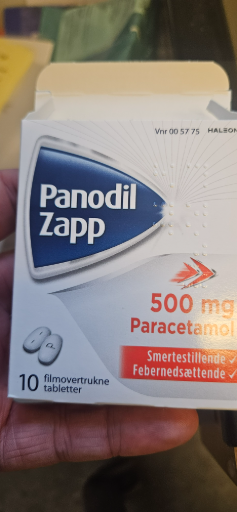 Vnr 00 57 75 HALEON
Panodil
Zapp
500 mg
Paracetamol
Smertestillende ✓
Febernedsættende ✓
10 filmovertrukne
tabletter